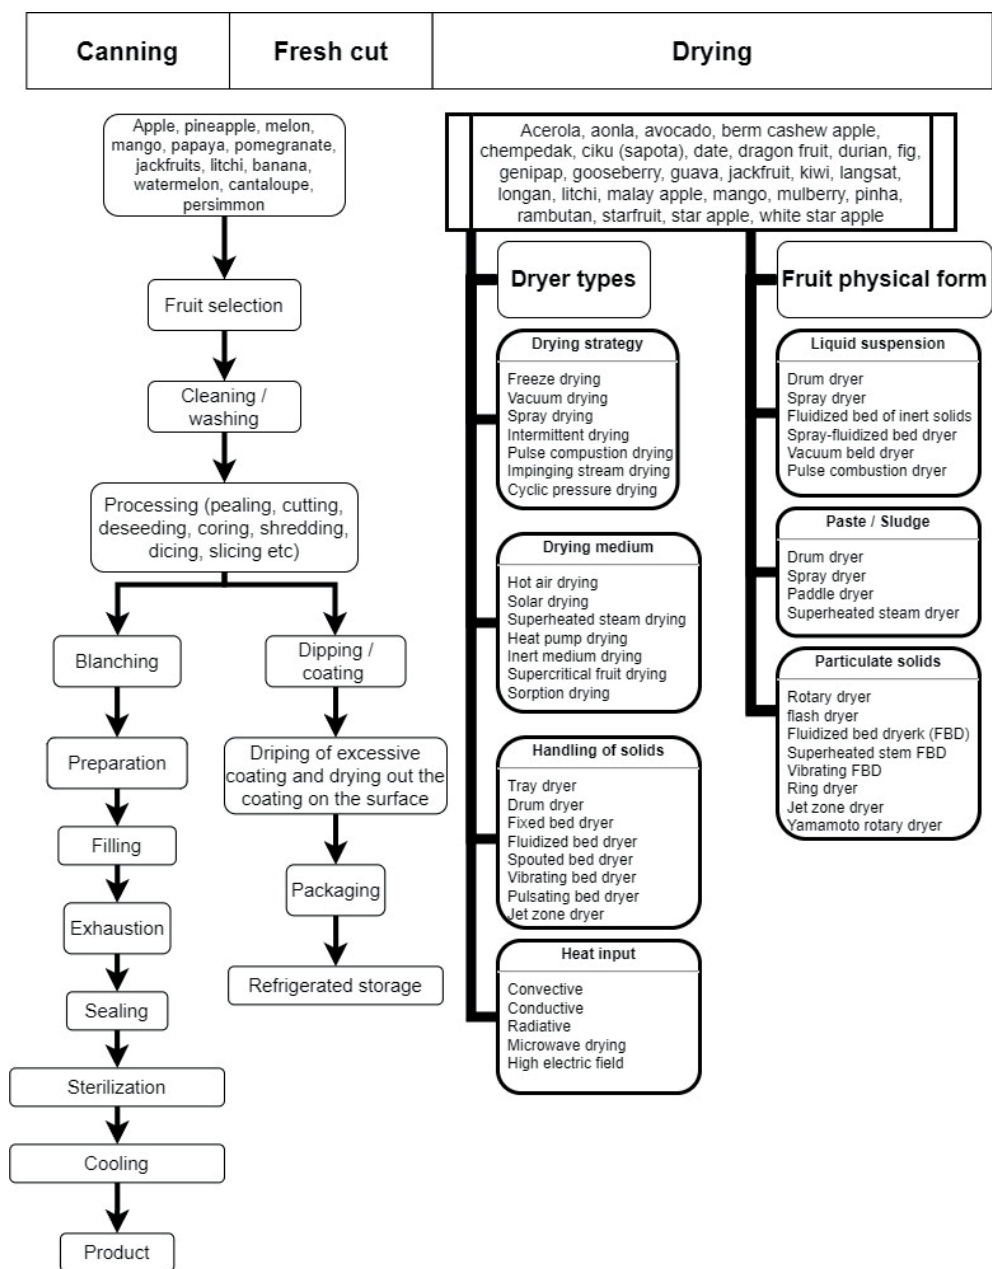 Canning
Fresh cut
Drying
Apple, pineapple, melon,
mango, papaya, pomegranate,
jackfruits, litchi, banana,
watermelon, cantaloupe,
persimmon
Fruit selection
Cleaning /
washing
Processing (pealing, cutting,
deseeding, coring, shredding,
dicing, slicing etc)
Blanching
Preparation
Filling
Exhaustion
Sealing
Sterilization
Cooling
Product
Dipping /
coating
Driping of excessive
coating and drying out the
coating on the surface
Packaging
Refrigerated storage
Acerola, aonla, avocado, berm cashew apple,
chempedak, ciku (sapota), date, dragon fruit, durian, fig,
genipap, gooseberry, guava, jackfruit, kiwi, langsat,
longan, litchi, malay apple, mango, mulberry, pinha,
rambutan, starfruit, star apple, white star apple
Dryer types
Drying strategy
Freeze drying
Vacuum drying
Spray drying
Intermittent drying
Pulse compustion drying
Impinging stream drying
Cyclic pressure drying
Drying medium
Hot air drying
Solar drying
Superheated steam drying
Heat pump drying
Inert medium drying
Supercritical fruit drying
Sorption drying
Handling of solids
Tray dryer
Drum dryer
Fixed bed dryer
Fluidized bed dryer
Spouted bed dryer
Vibrating bed dryer
Pulsating bed dryer
Jet zone dryer
Heat input
Convective
Conductive
Radiative
Microwave drying
High electric field
Fruit physical form
Liquid suspension
Drum dryer
Spray dryer
Fluidized bed of inert solids
Spray-fluidized bed dryer
Vacuum beld dryer
Pulse combustion dryer
Paste / Sludge
Drum dryer
Spray dryer
Paddle dryer
Superheated steam dryer
Particulate solids
Rotary dryer
flash dryer
Fluidized bed dryerk (FBD)
Superheated stem FBD
Vibrating FBD
Ring dryer
Jet zone dryer
Yamamoto rotary dryer